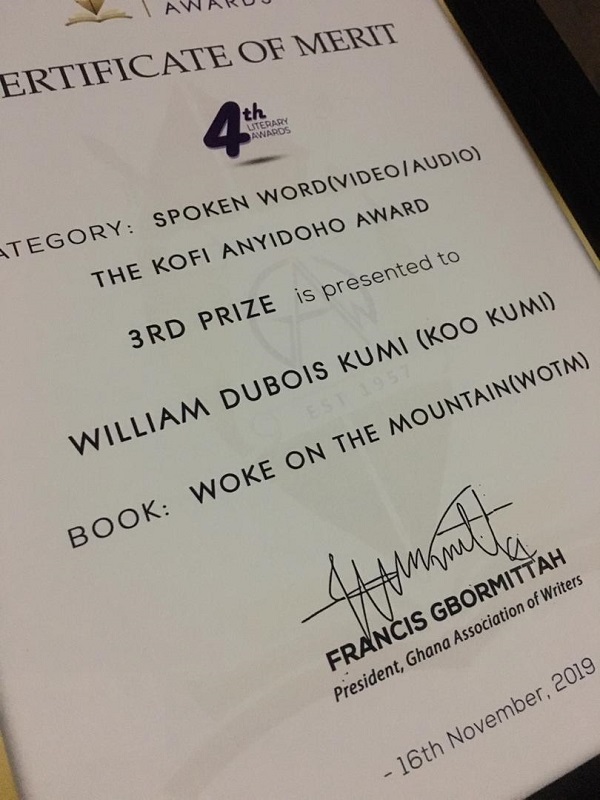 AWARDS
ERTIFICATE OF MERIT
4th
LITERARY
AWARDS
ATEGORY: SPOKEN WORD(VIDEO/AUDIO)
THE KOFI ANYIDOHO AWARD
3RD PRIZE is presented to
WILLIAM DUBOIS KUMI (KOO KUMI)
EST 1957
BOOK: WOKE ON THE MOUNTAIN(WOTM)
FRANCIS GBORMITTAH
President, Ghana Association of Writers
- 16th November, 2019